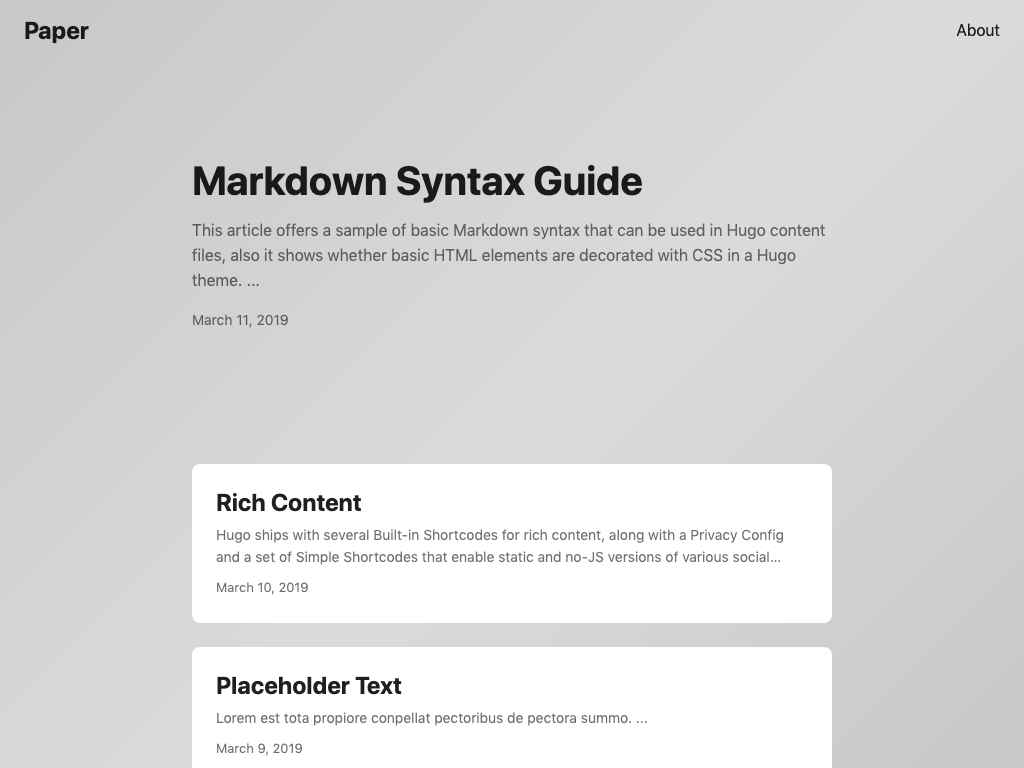 Paper
About
Markdown Syntax Guide
This article offers a sample of basic Markdown syntax that can be used in Hugo content
files, also it shows whether basic HTML elements are decorated with CSS in a Hugo
theme. ...
March 11, 2019
Rich Content
Hugo ships with several Built-in Shortcodes for rich content, along with a Privacy Config
and a set of Simple Shortcodes that enable static and no-JS versions of various social...
March 10, 2019
Placeholder Text
Lorem est tota propiore conpellat pectoribus de pectora summo. ...
March 9, 2019